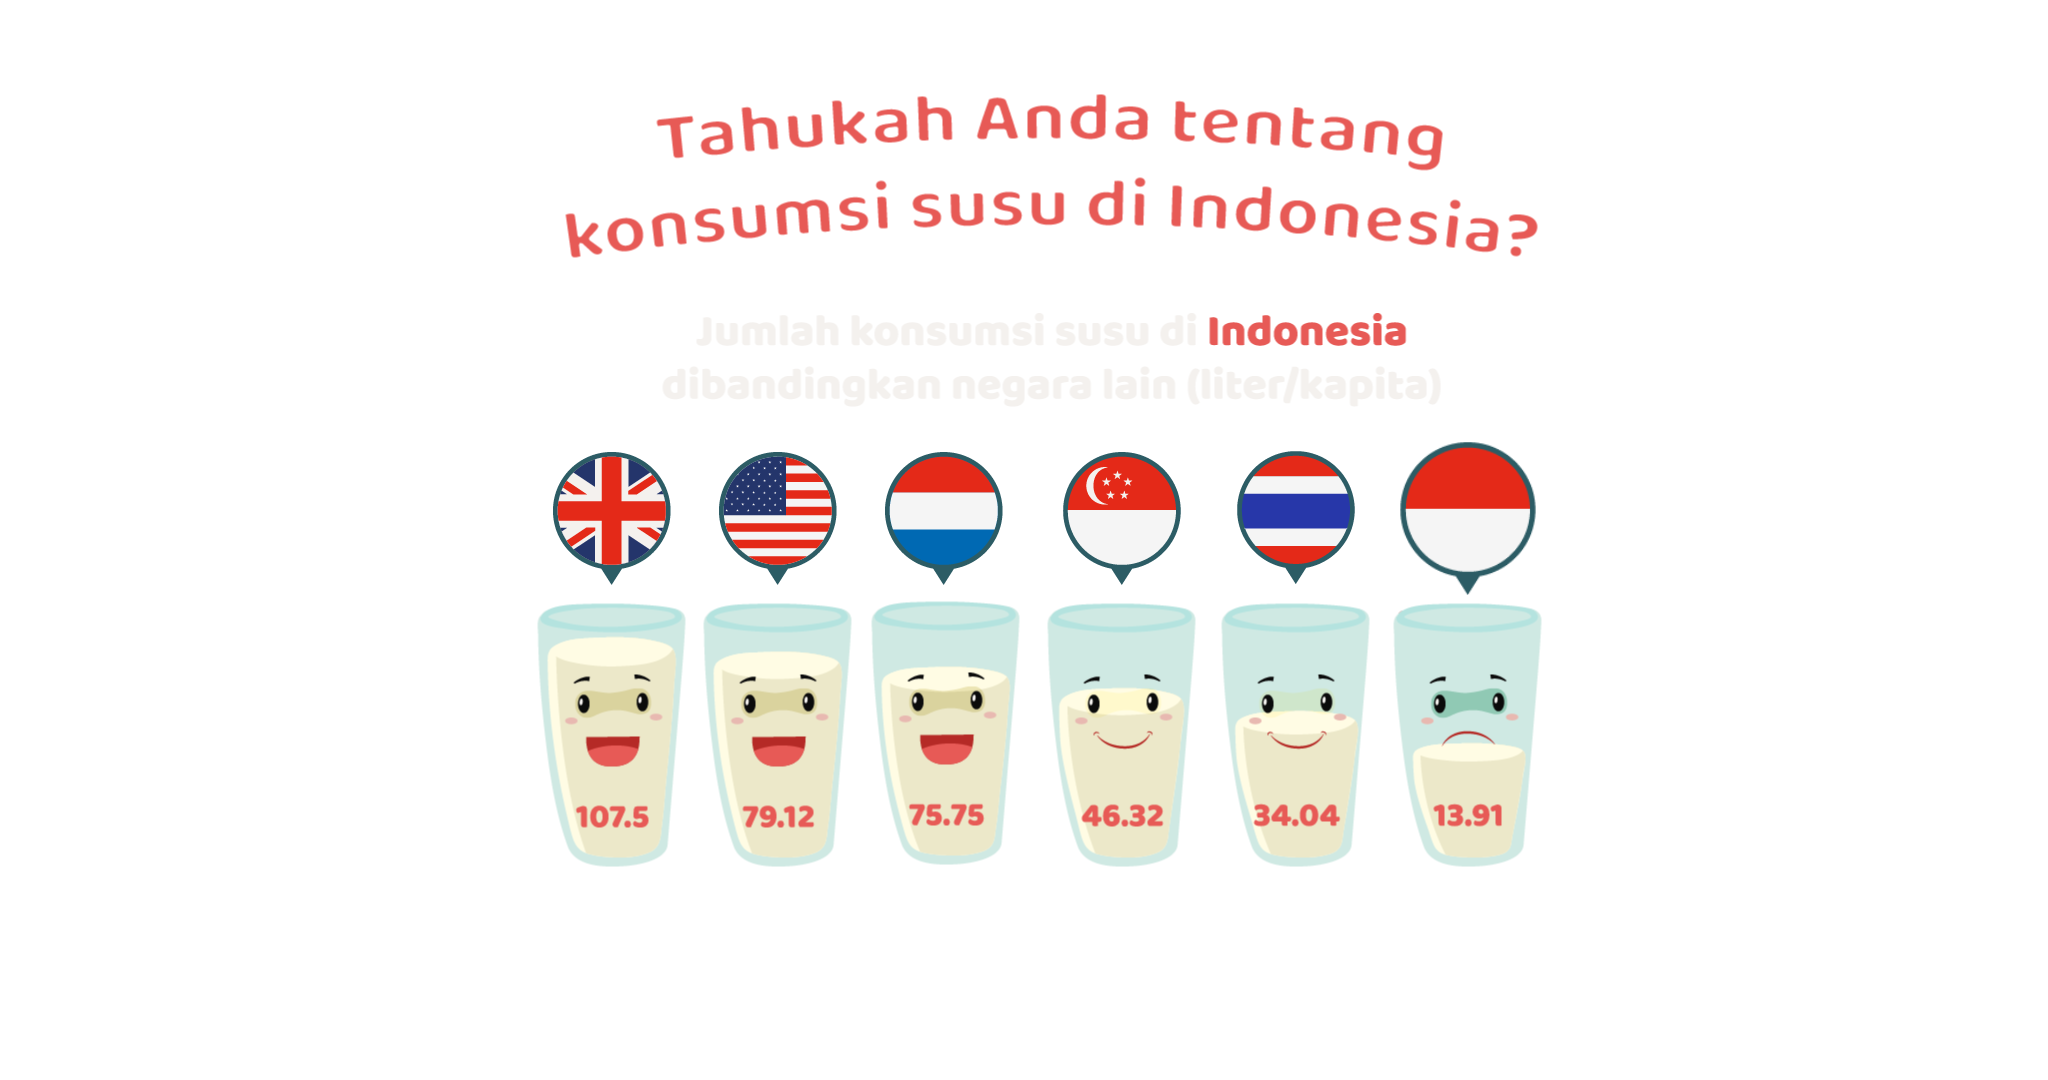 Tahukah Anda tentang
konsumsi susu di Indonesia?
Jumlah konsumsi susu di Indonesia
dibandingkan negara lain (liter/kapita)
107.5 79.12 75.75 46.32 34.04 13.91